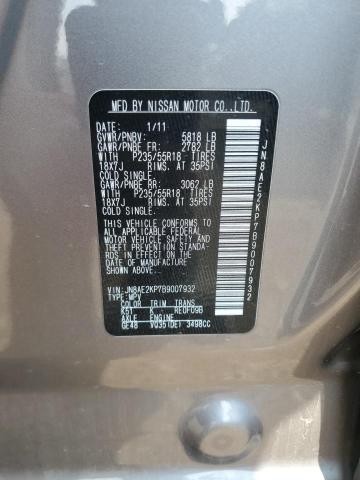 MFD BY NISSAN MOTOR CO.,LTD.
DATE: 1/11
GVWR/PNBV: 5818 LB
GAWR/PNBE FR: 2782 LB
WITH P235/55R18 TIRES
18X7J RIMS. AT 35PSI
COLD SINGLE.
GAWR/PNBE RR: 3062 LB
WITH P235/55R18 TIRES
18X7J RIMS. AT 35PSI
COLD SINGLE.
THIS VEHICLE CONFORMS
TO ALL APPLICABLE FEDERAL
MOTOR VEHICLE SAFETY STANDA-
RDS IN EFFECT ON THE DATE OF
MANUFACTURE SHOWN ABOVE.
VIN: JN8AE2KP7B9007932
TYPE: MPV
COLOR TRIM TRANS
K51 K RE0F09B
AXLE ENGINE
GE48 VQ35(DE) 3498CC
JN8AE2KP7B9007932